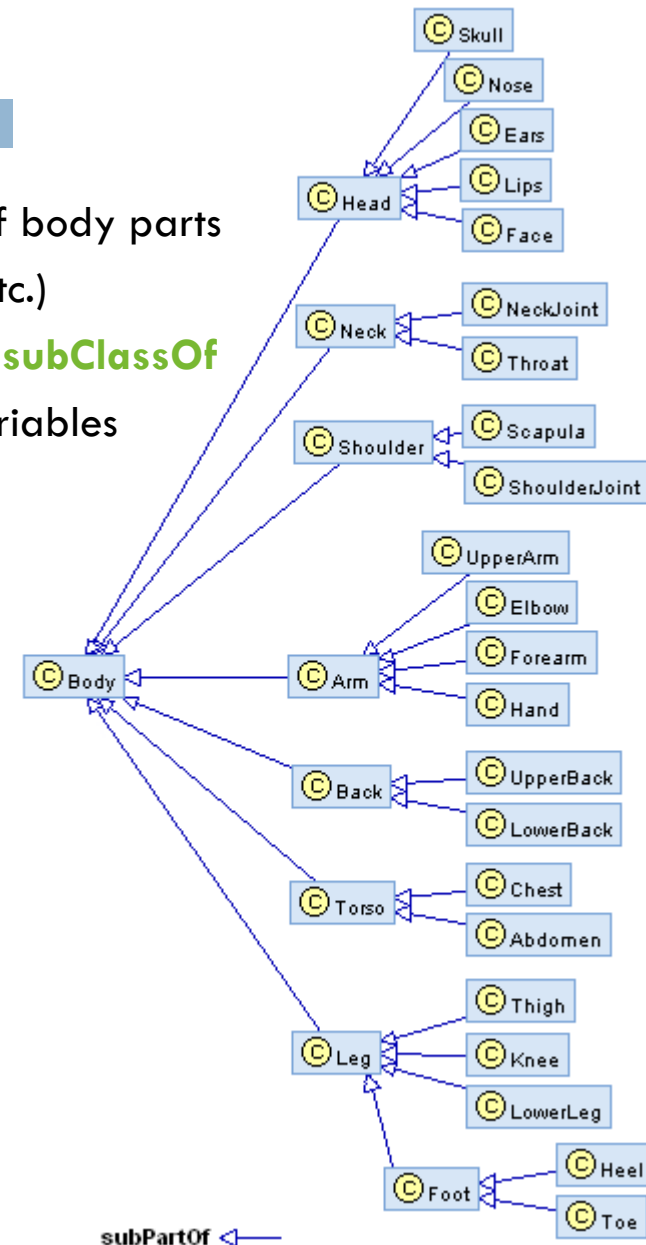 f body parts
tc.)
subClassOf
riables
C Skull
C Nose
C Ears
C Lips
C Face
C Head
C NeckJoint
C Throat
C Neck
C Scapula
C ShoulderJoint
C Shoulder
C UpperArm
C Elbow
C Forearm
C Hand
C Arm
C Body
C UpperBack
C LowerBack
C Back
C Chest
C Abdomen
C Torso
C Thigh
C Knee
C LowerLeg
C Leg
C Heel
C Toe
C Foot
subPartOf